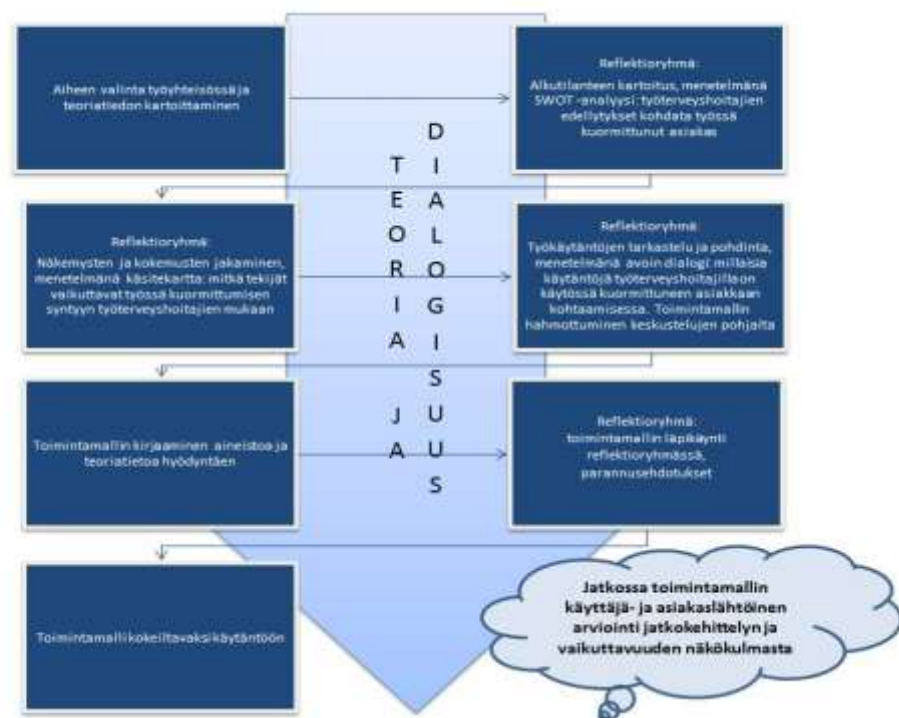 Aiheen valinta työyhteisössä ja
teoriatiedon kartoittaminen
Reflektioryhmä:
Alkutilanteen kartoitus, menetelmänä
SWOT -analyysi: työterveyshoitajien
edellytykset kohdata työssä
kuormittunut asiakas
Reflektioryhmä:
Näkemysten ja kokemusten jakaminen,
menetelmänä käsitekartta: mitkä tekijät
vaikuttavat työssä kuormittumisen
syntyyn työterveyshoitajien mukaan
Reflektioryhmä:
Työkäytäntöjen tarkastelu ja pohdinta,
menetelmänä avoin dialogi: millaisia
käytäntöjä työterveyshoitajilla on
käytössä kuormittuneen asiakkaan
kohtaamisessa. Toimintamallin
hahmottuminen keskustelujen pohjalta
Toimintamallin kirjaaminen aineistoa ja
teoriatietoa hyödyntäen
Reflektioryhmä:
toimintamallin läpikäynti
reflektioryhmässä,
parannusehdotukset
Toimintamalli kokeiltavaksi käytäntöön
TEORIA JA
DIALOGISUUS
Jatkossa toimintamallin
käyttäjä- ja asiakaslähtöinen
arviointi jatkokehittelyn ja
vaikuttavuuden näkökulmasta